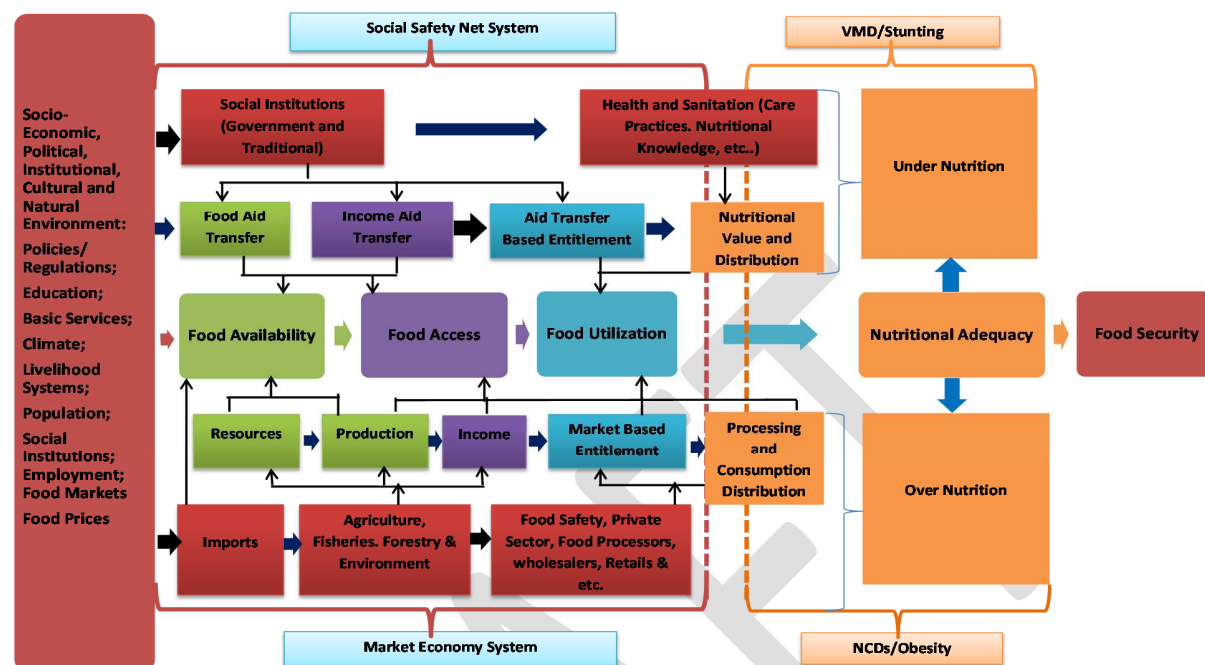 Social Safety Net System
VMD/Stunting
Socio-
Economic,
Political,
Institutional,
Cultural and
Natural
Environment:
Policies/
Regulations;
Education;
Basic Services;
Climate;
Livelihood
Systems;
Population;
Social
Institutions;
Employment;
Food Markets
Food Prices
Social Institutions
(Government and
Traditional)
Health and Sanitation (Care
Practices. Nutritional
Knowledge, etc..)
Under Nutrition
Food Aid
Transfer
Income Aid
Transfer
Aid Transfer
Based Entitlement
Nutritional
Value and
Distribution
Food Availability
Food Access
Food Utilization
Nutritional Adequacy
Food Security
Resources
Production
Income
Market Based
Entitlement
Processing
and
Consumption
Distribution
Over Nutrition
Imports
Agriculture,
Fisheries. Forestry &
Environment
Food Safety, Private
Sector, Food Processors,
wholesalers, Retails &
etc.
Market Economy System
NCDs/Obesity